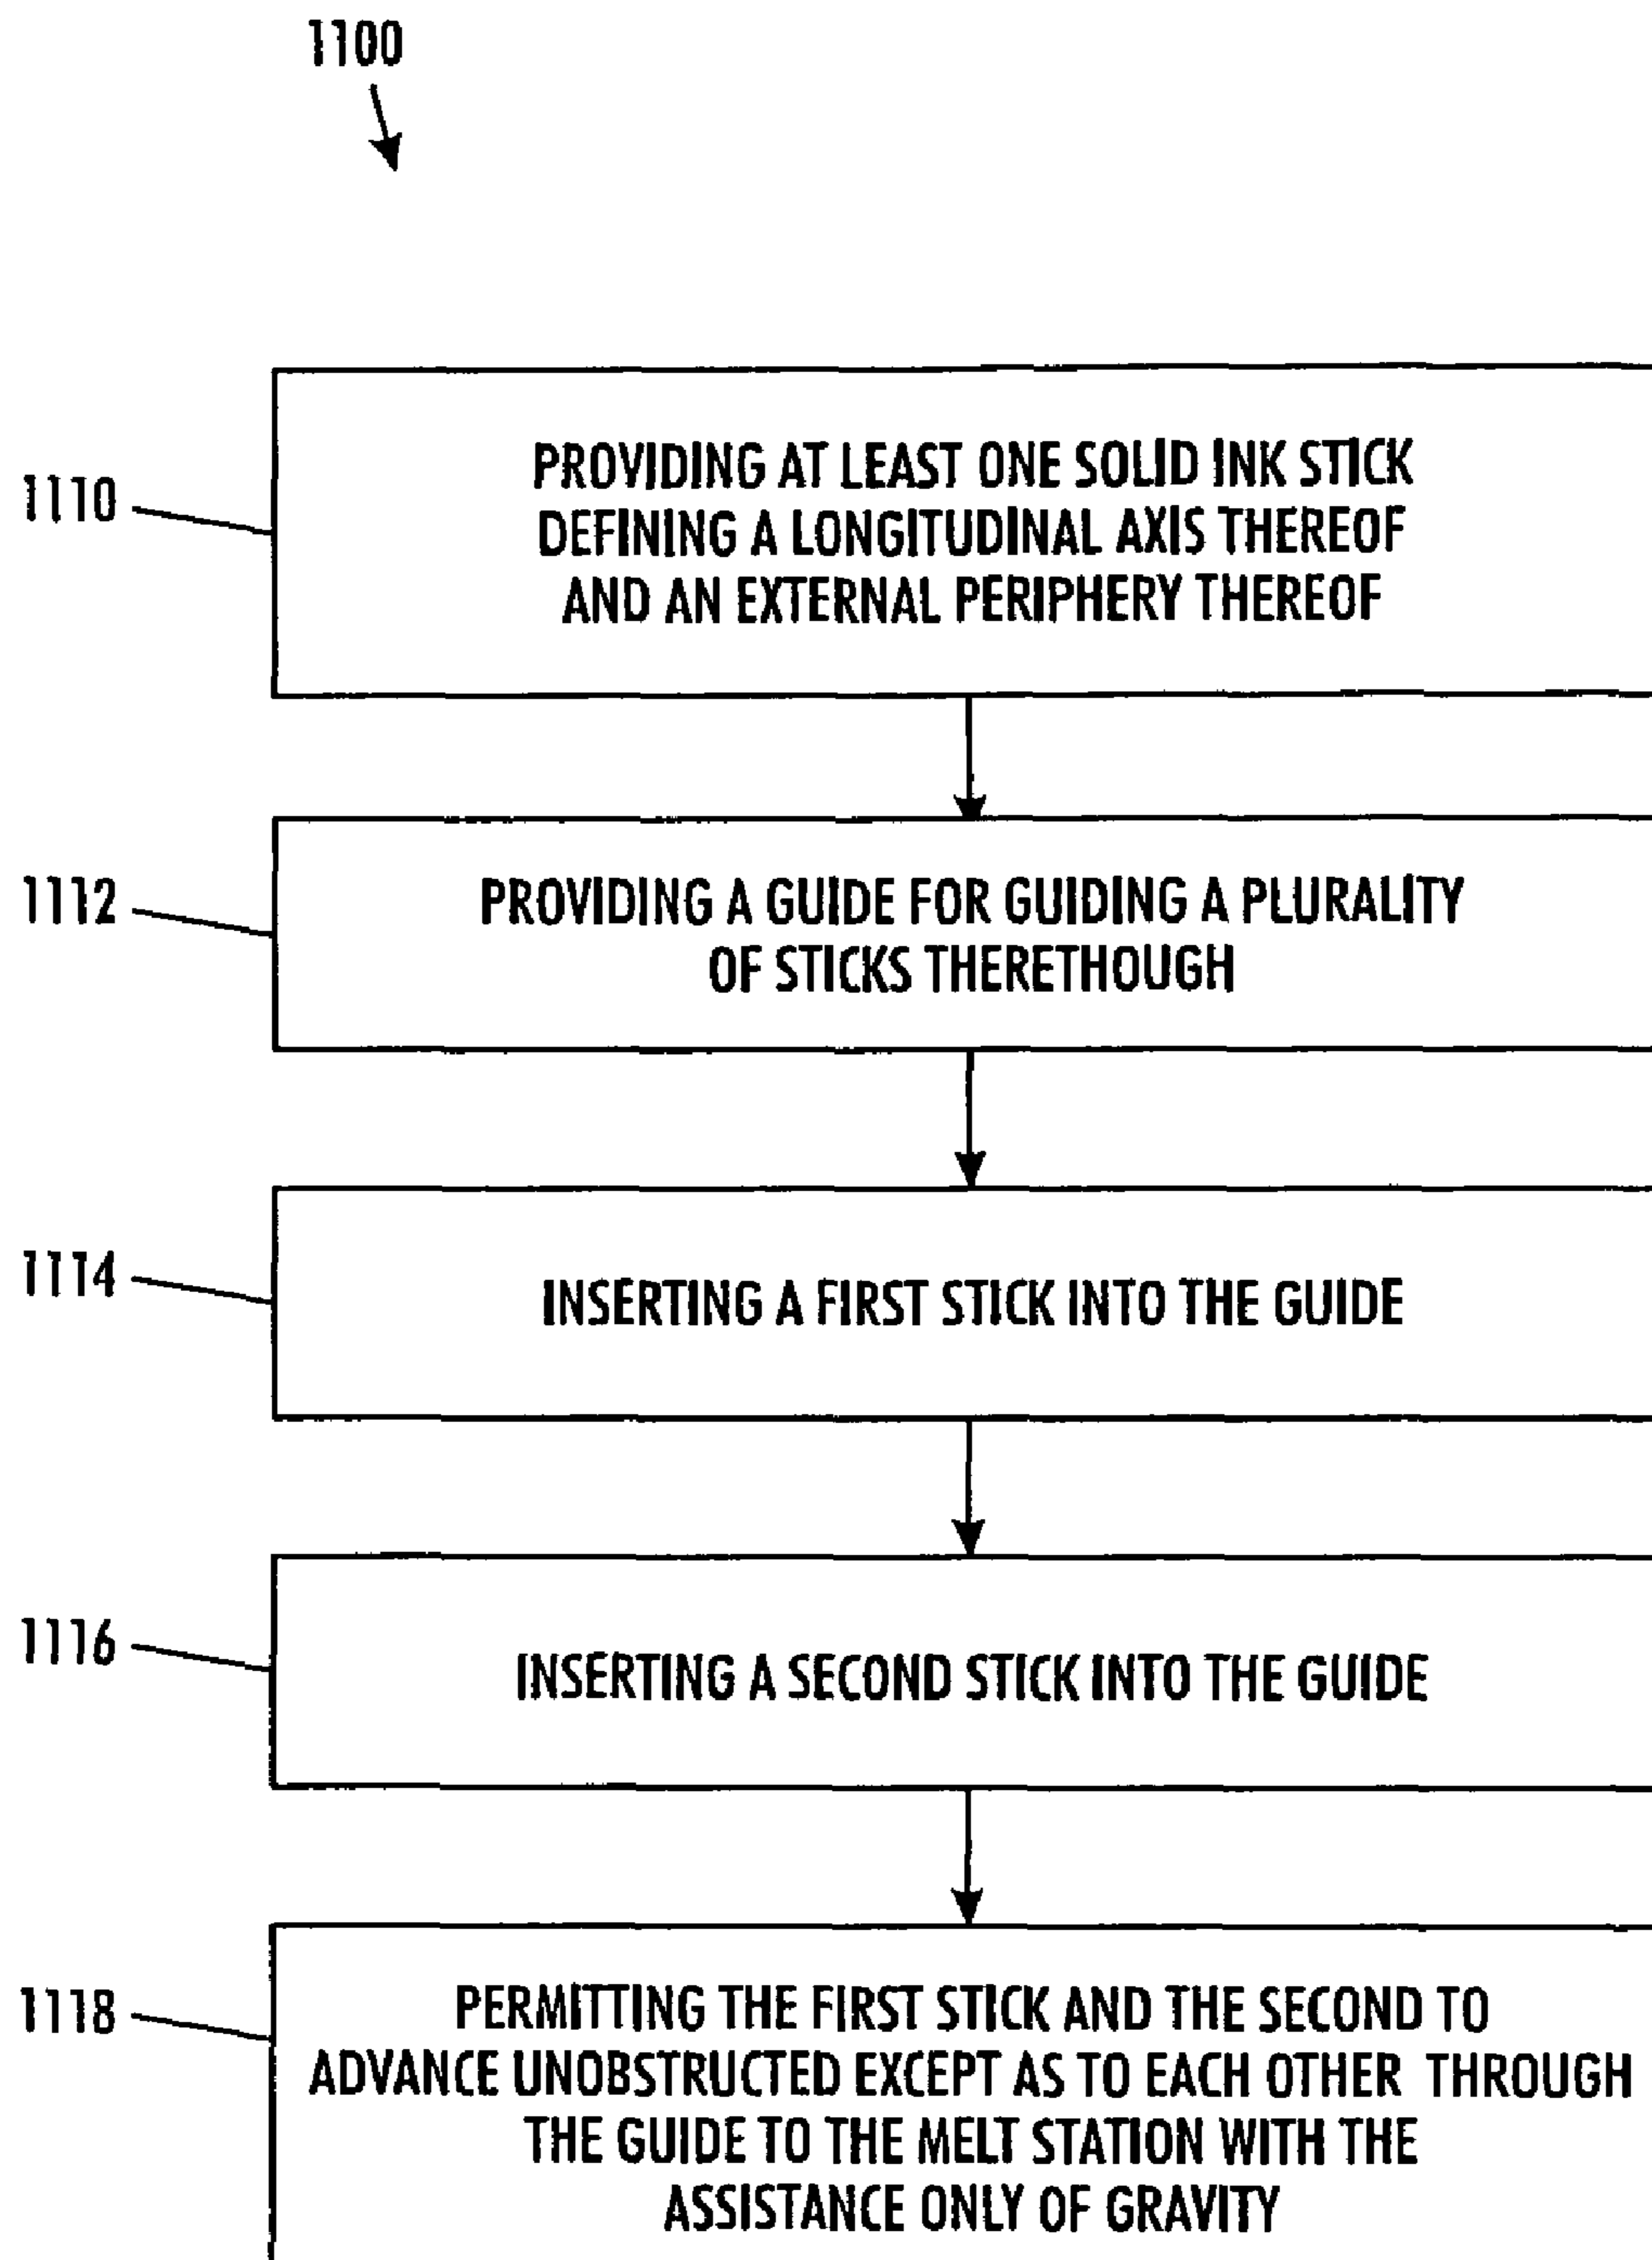 1100
1110
PROVIDING AT LEAST ONE SOLID INK STICK
DEFINING A LONGITUDINAL AXIS THEREOF
AND AN EXTERNAL PERIPHERY THEREOF
1112
PROVIDING A GUIDE FOR GUIDING A PLURALITY
OF STICKS THERETHOUGH
1114
INSERTING A FIRST STICK INTO THE GUIDE
1116
INSERTING A SECOND STICK INTO THE GUIDE
1118
PERMITTING THE FIRST STICK AND THE SECOND TO
ADVANCE UNOBSTRUCTED EXCEPT AS TO EACH OTHER THROUGH
THE GUIDE TO THE MELT STATION WITH THE
ASSISTANCE ONLY OF GRAVITY